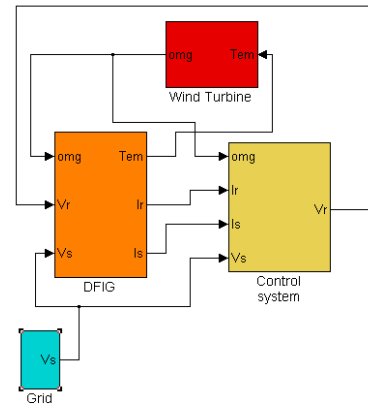 omg Tem
Wind Turbine
omg Tem
Vr Ir
Vs Is
DFIG
omg
Ir
Is
Vs
Vr
Control
system
Vs
Grid